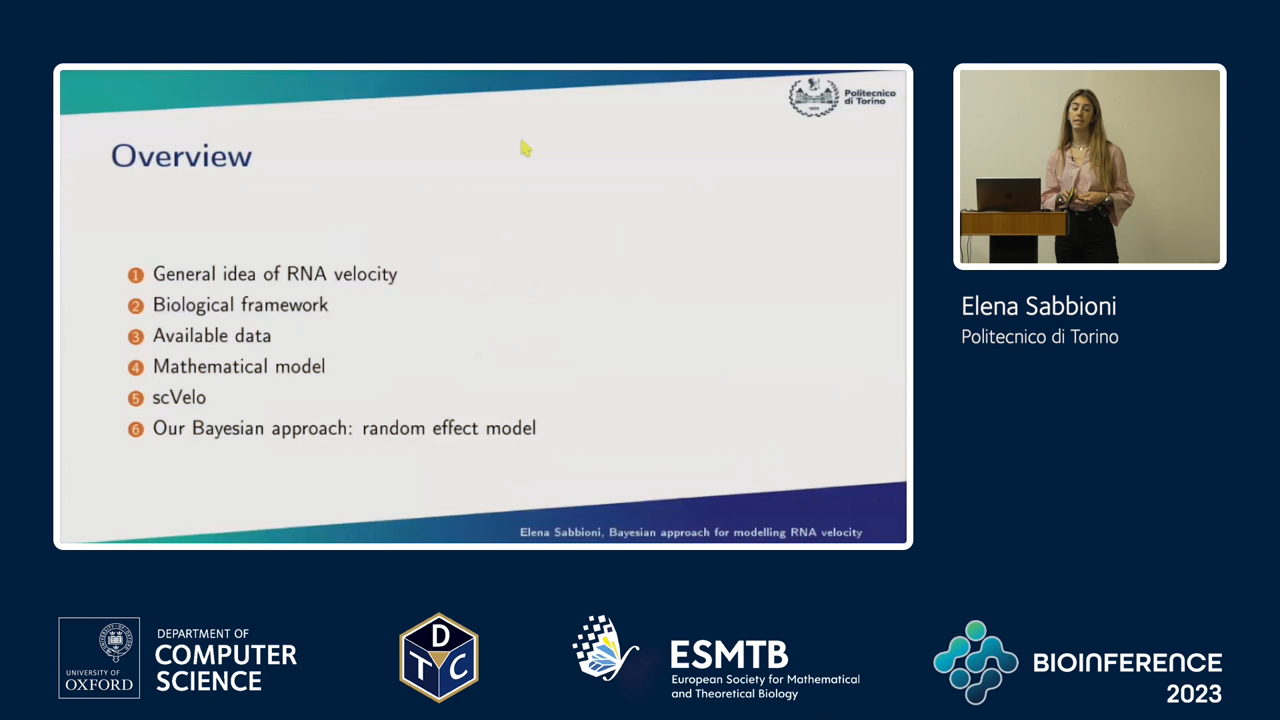 Politecnico
di Torino
Overview
1 General idea of RNA velocity
2 Biological framework
3 Available data
4 Mathematical model
5 scVelo
6 Our Bayesian approach: random effect model
Elena Sabbioni, Bayesian approach for modelling RNA velocity
Elena Sabbioni
Politecnico di Torino
UNIVERSITY OF
OXFORD
DEPARTMENT OF
COMPUTER
SCIENCE
D
T C
ESMTB
European Society for Mathematical
and Theoretical Biology
BIOINFERENCE
2023